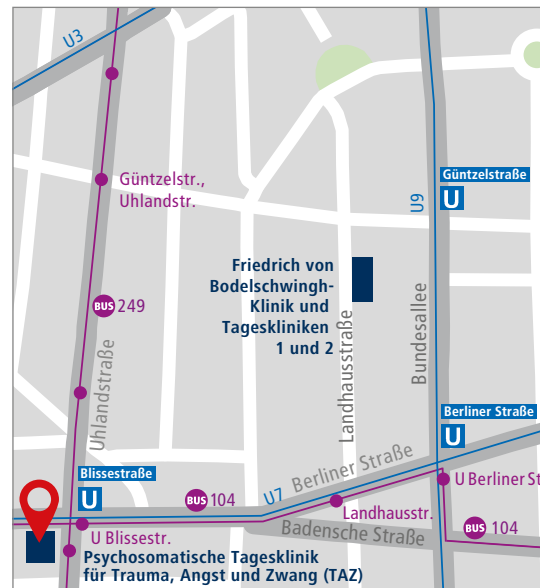 U3
Güntzelstr.,
Uhlandstr.
Güntzelstraße
U
U9
Friedrich von
Bodelschwingh-
Klinik und
Tageskliniken
1 und 2
BUS 249
Uhlandstraße
Landhausstraße
Bundesallee
Berliner Straße
U
Blissestraße
U
BUS 104
U7
Berliner Straße
U Berliner St
Landhausstr.
BUS 104
Badensche Straße
U Blissestr.
Psychosomatische Tagesklinik
für Trauma, Angst und Zwang (TAZ)